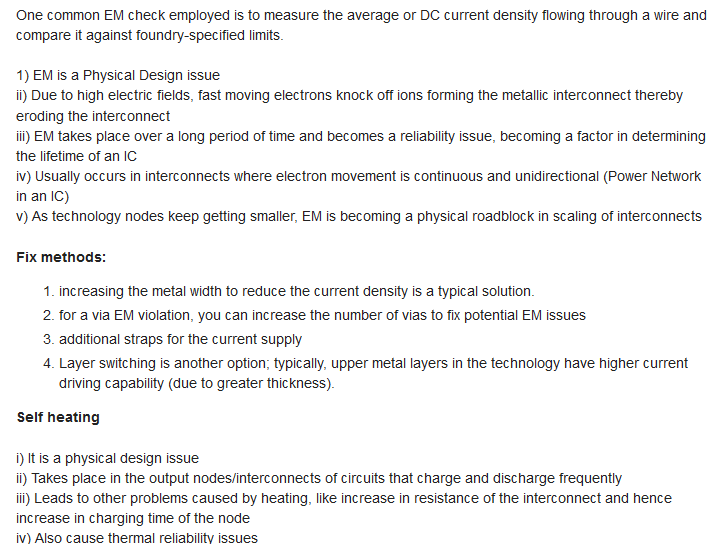 One common EM check employed is to measure the average or DC current density flowing through a wire and
compare it against foundry-specified limits.
1) EM is a Physical Design issue
ii) Due to high electric fields, fast moving electrons knock off ions forming the metallic interconnect thereby
eroding the interconnect
iii) EM takes place over a long period of time and becomes a reliability issue, becoming a factor in determining
the lifetime of an IC
iv) Usually occurs in interconnects where electron movement is continuous and unidirectional (Power Network
in an IC)
v) As technology nodes keep getting smaller, EM is becoming a physical roadblock in scaling of interconnects
Fix methods:
1. increasing the metal width to reduce the current density is a typical solution.
2. for a via EM violation, you can increase the number of vias to fix potential EM issues
3. additional straps for the current supply
4. Layer switching is another option; typically, upper metal layers in the technology have higher current
driving capability (due to greater thickness).
Self heating
i) It is a physical design issue
ii) Takes place in the output nodes/interconnects of circuits that charge and discharge frequently
iii) Leads to other problems caused by heating, like increase in resistance of the interconnect and hence
increase in charging time of the node
iv) Also cause thermal reliability issues